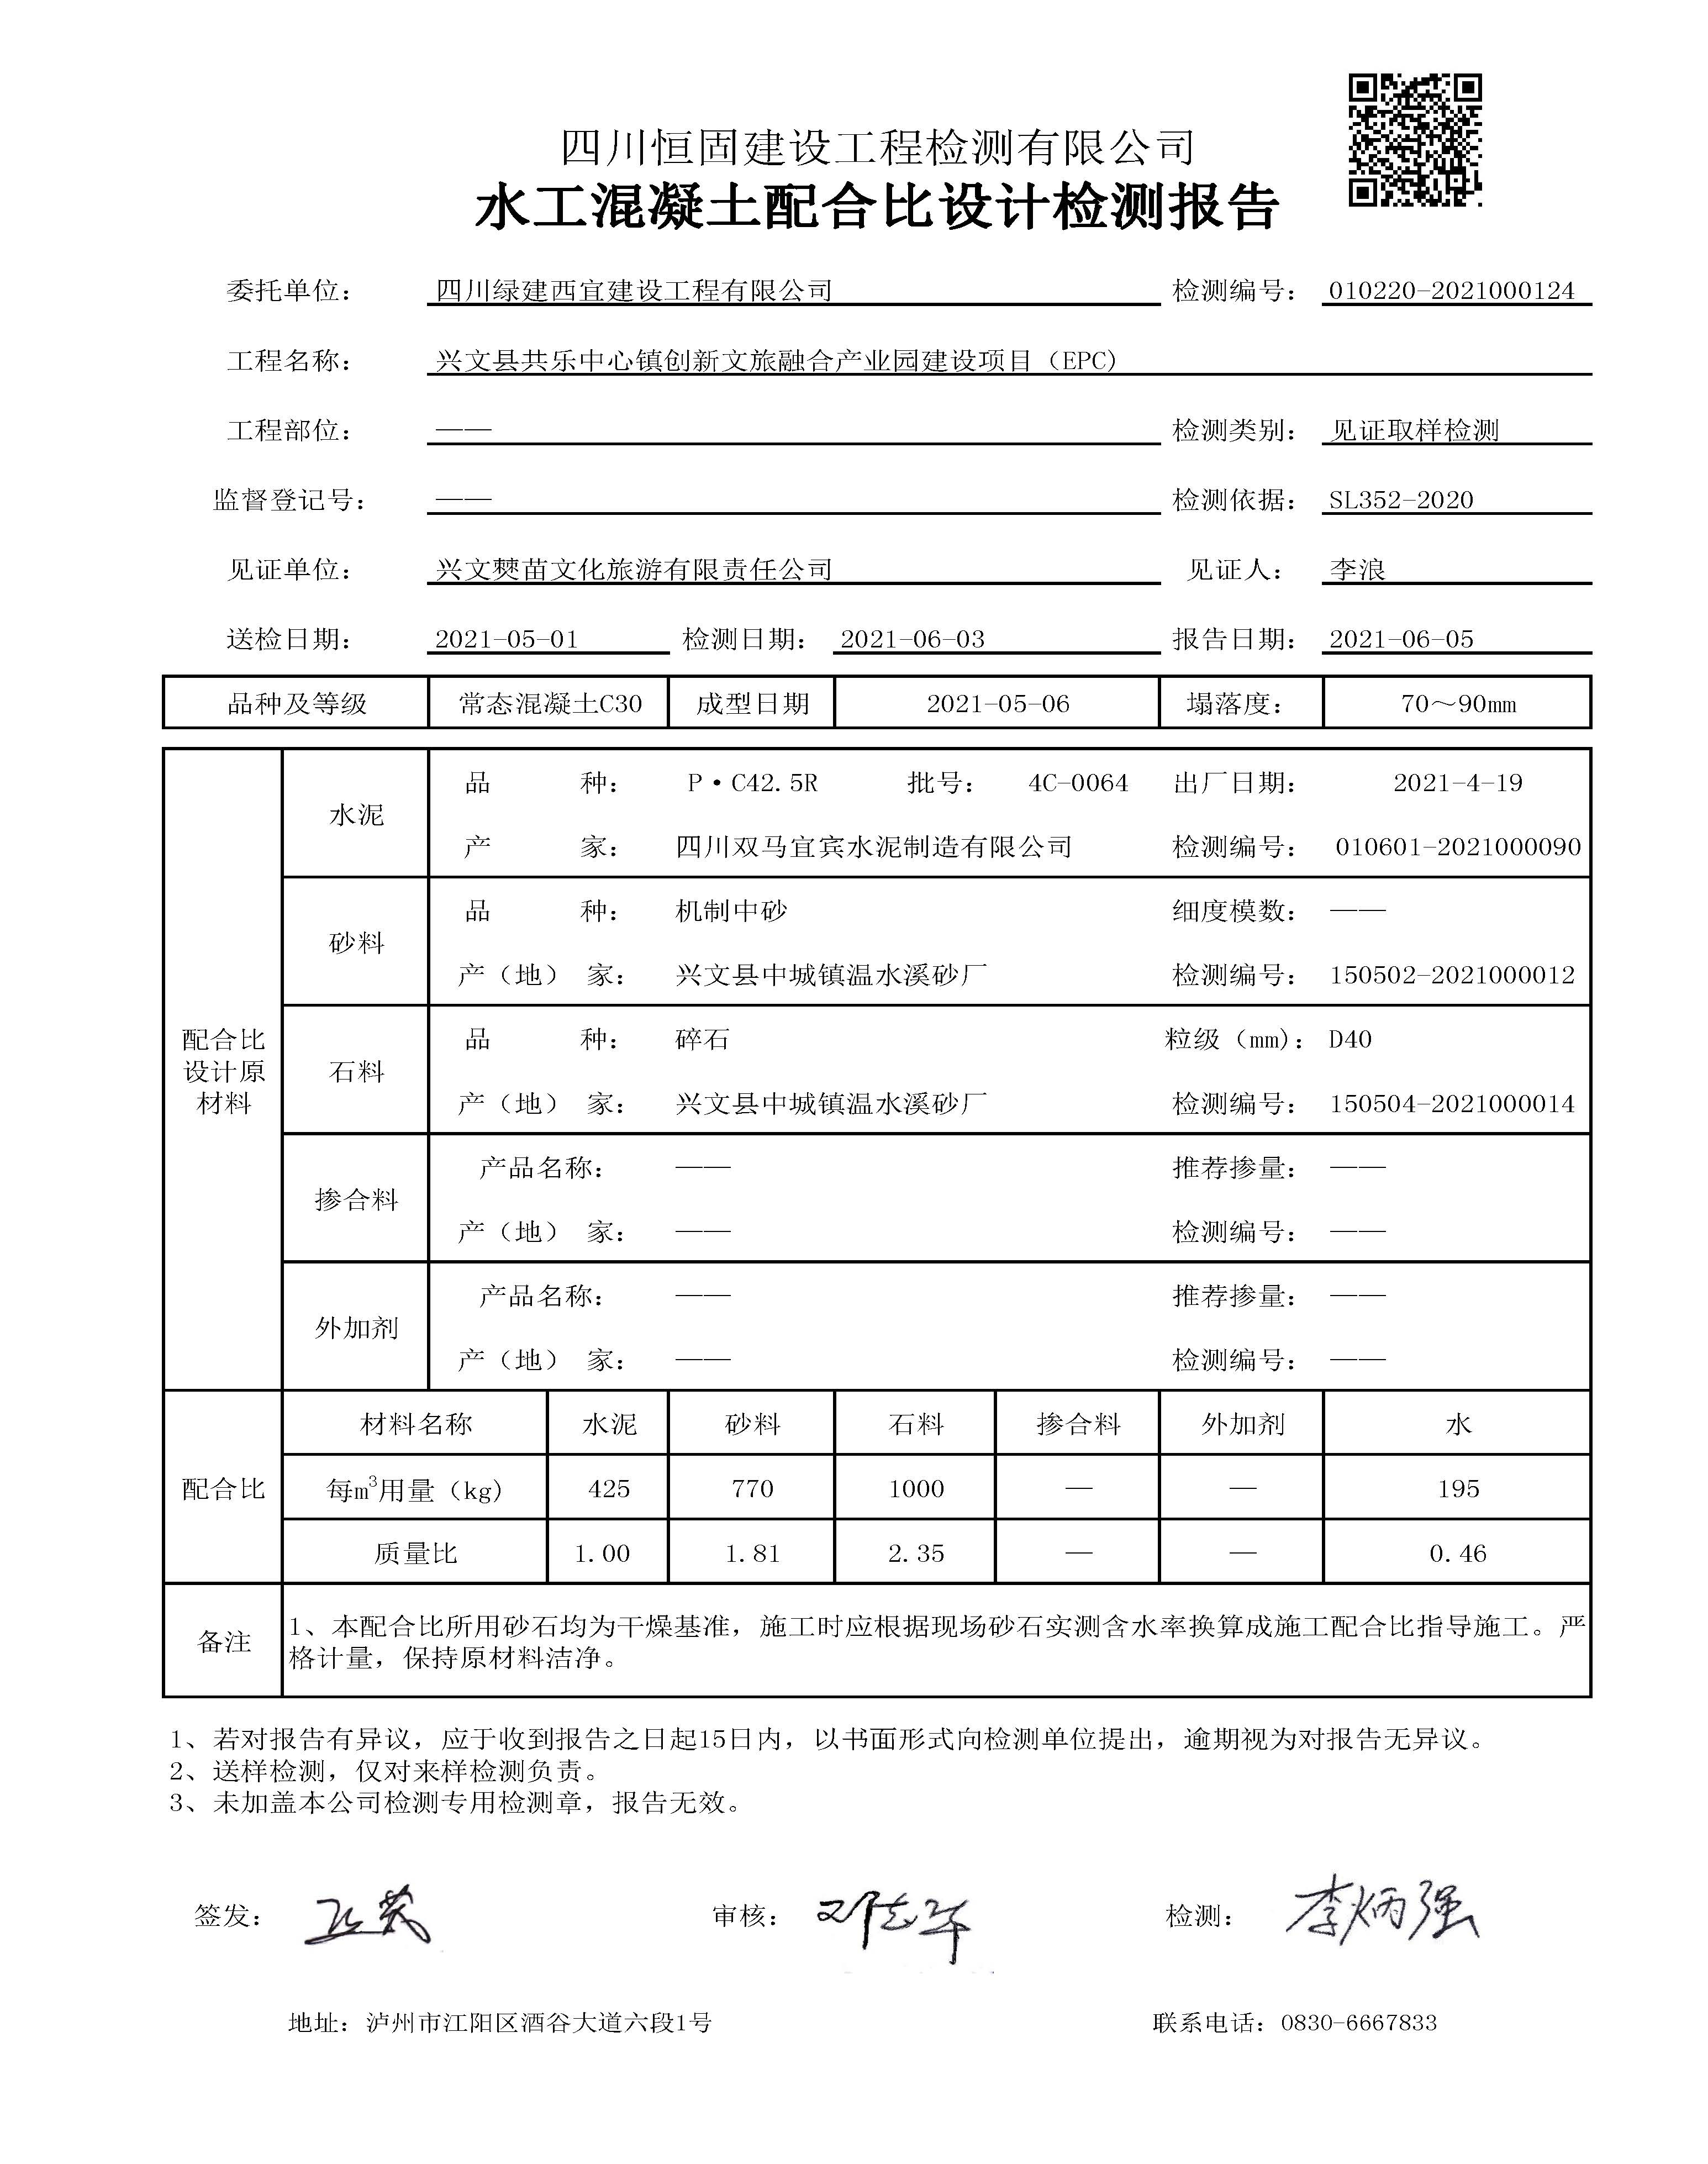 四川恒固建设工程检测有限公司
水工混凝土配合比设计检测报告
委托单位： 四川绿建西宜建设工程有限公司 检测编号： 010220-2021000124
工程名称： 兴文县共乐中心镇创新文旅融合产业园建设项目（EPC）
工程部位： —— 检测类别： 见证取样检测
监督登记号： —— 检测依据： SL352-2020
见证单位： 兴文僰苗文化旅游有限责任公司 见证人： 李浪
送检日期： 2021-05-01 检测日期： 2021-06-03 报告日期： 2021-06-05
品种及等级 常态混凝土C30 成型日期 2021-05-06 塌落度： 70～90mm
配合比设计原材料
水泥
品 种： P·C42.5R 批号： 4C-0064 出厂日期： 2021-4-19
产 家： 四川双马宜宾水泥制造有限公司 检测编号： 010601-2021000090
砂料
品 种： 机制中砂 细度模数： ——
产（地） 家： 兴文县中城镇温水溪砂厂 检测编号： 150502-2021000012
石料
品 种： 碎石 粒级（mm)： D40
产（地） 家： 兴文县中城镇温水溪砂厂 检测编号： 150504-2021000014
掺合料
产品名称： —— 推荐掺量： ——
产（地） 家： —— 检测编号： ——
外加剂
产品名称： —— 推荐掺量： ——
产（地） 家： —— 检测编号： ——
配合比
材料名称 水泥 砂料 石料 掺合料 外加剂 水
每m³用量（kg） 425 770 1000 — — 195
质量比 1.00 1.81 2.35 — — 0.46
备注
1、本配合比所用砂石均为干燥基准，施工时应根据现场砂石实测含水率换算成施工配合比指导施工。严
格计量，保持原材料洁净。
1、若对报告有异议，应于收到报告之日起15日内，以书面形式向检测单位提出，逾期视为对报告无异议。
2、送样检测，仅对来样检测负责。
3、未加盖本公司检测专用检测章，报告无效。
签发： 审核： 检测： 李炳强
地址：泸州市江阳区酒谷大道六段1号 联系电话：0830-6667833